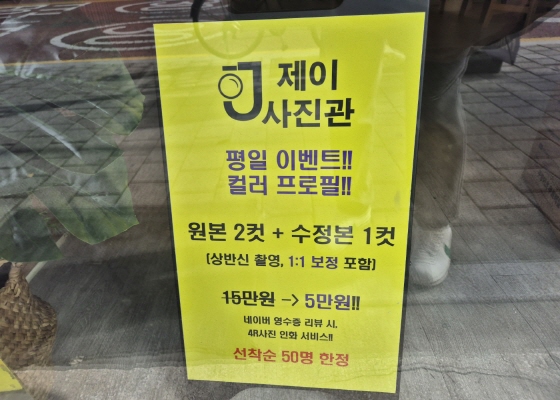 제이
사진관
평일 이벤트!!
컬러 프로필!!
원본 2컷 + 수정본 1컷
(상반신 촬영, 1:1 보정 포함)
15만원 -> 5만원!!
네이버 영수증 리뷰 시,
4R사진 인화 서비스!!
선착순 50명 한정